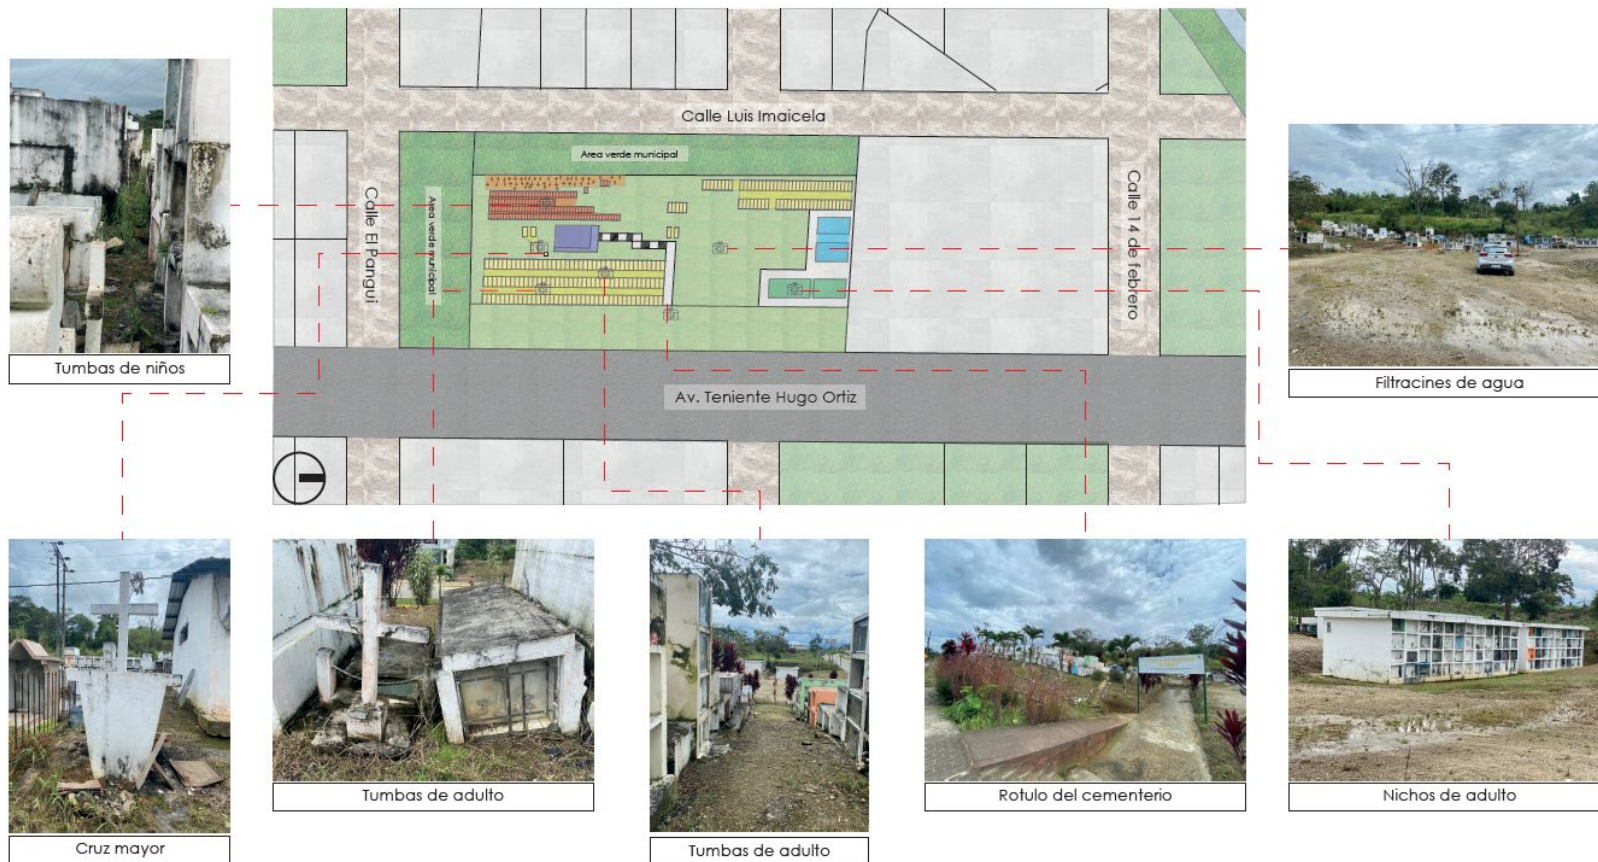 Calle Luis Imaicela
Area verde municipal
Area verde municipal
Calle El Pangui
Calle 14 de febrero
Av. Teniente Hugo Ortiz
Tumbas de niños
Filtracines de agua
Cruz mayor
Tumbas de adulto
Tumbas de adulto
Rotulo del cementerio
Nichos de adulto